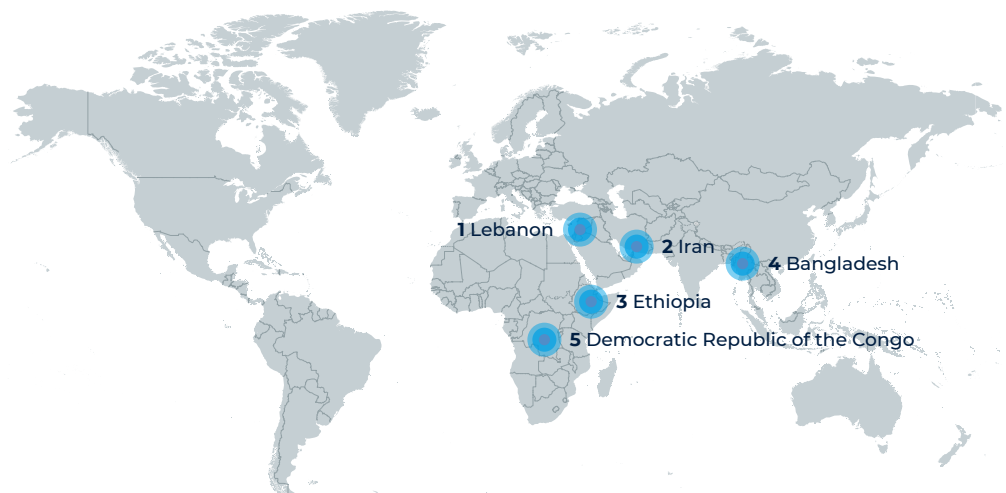 1 Lebanon
2 Iran
4 Bangladesh
3 Ethiopia
5 Democratic Republic of the Congo